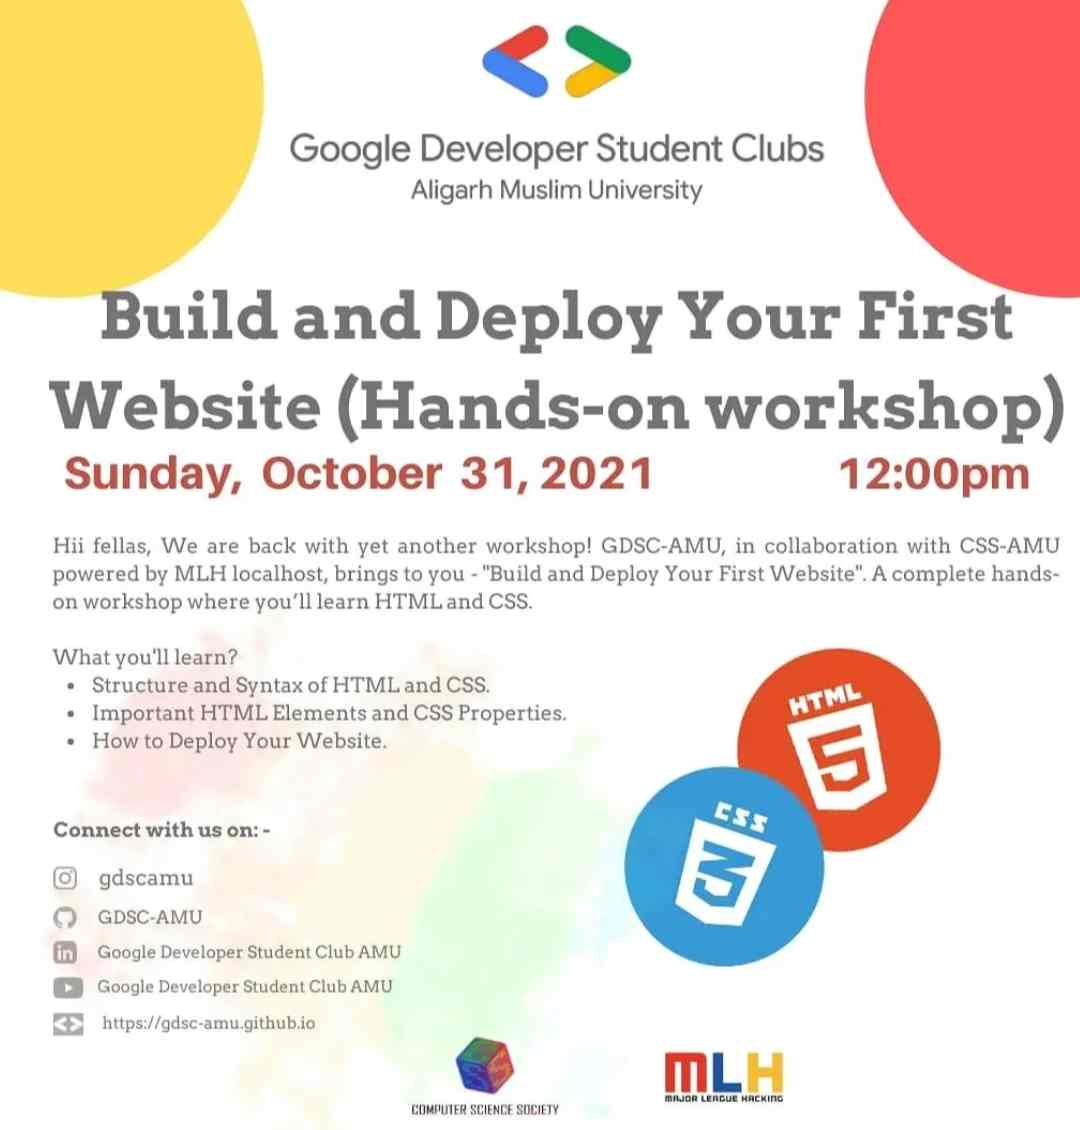 Google Developer Student Clubs
Aligarh Muslim University
Build and Deploy Your First
Website (Hands-on workshop)
Sunday, October 31, 2021 12:00pm
Hii fellas, We are back with yet another workshop! GDSC-AMU, in collaboration with CSS-AMU
powered by MLH localhost, brings to you - "Build and Deploy Your First Website". A complete hands-
on workshop where you’ll learn HTML and CSS.
What you'll learn?
• Structure and Syntax of HTML and CSS.
• Important HTML Elements and CSS Properties.
• How to Deploy Your Website.
HTML
5
CSS
3
Connect with us on: -
gdscamu
GDSC-AMU
in Google Developer Student Club AMU
Google Developer Student Club AMU
https://gdsc-amu.github.io
COMPUTER SCIENCE SOCIETY
MLH
MAJOR LEAGUE HACKING